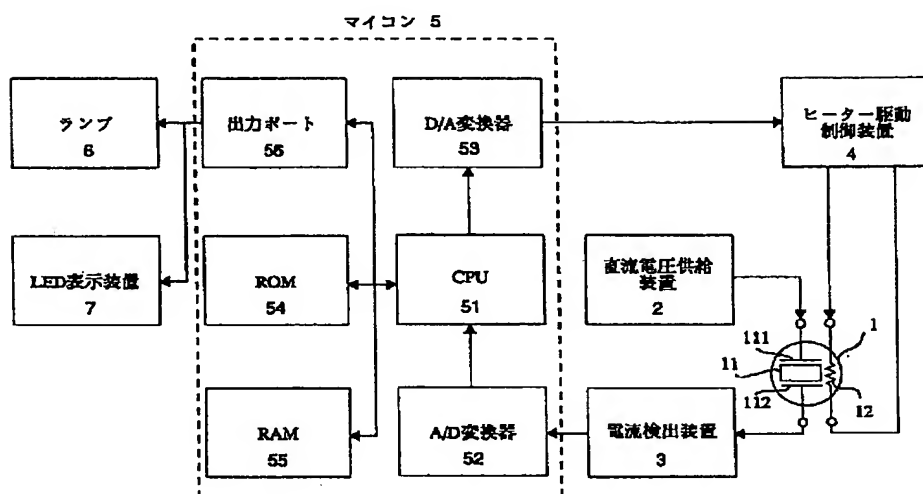 マイコン 5
ランプ
6
出力ポート
56
D/A変換器
53
ヒーター駆動
制御装置
4
LED表示装置
7
ROM
54
CPU
51
直流電圧供給
装置
2
111
11
112
1
12
RAM
55
A/D変換器
52
電流検出装置
3